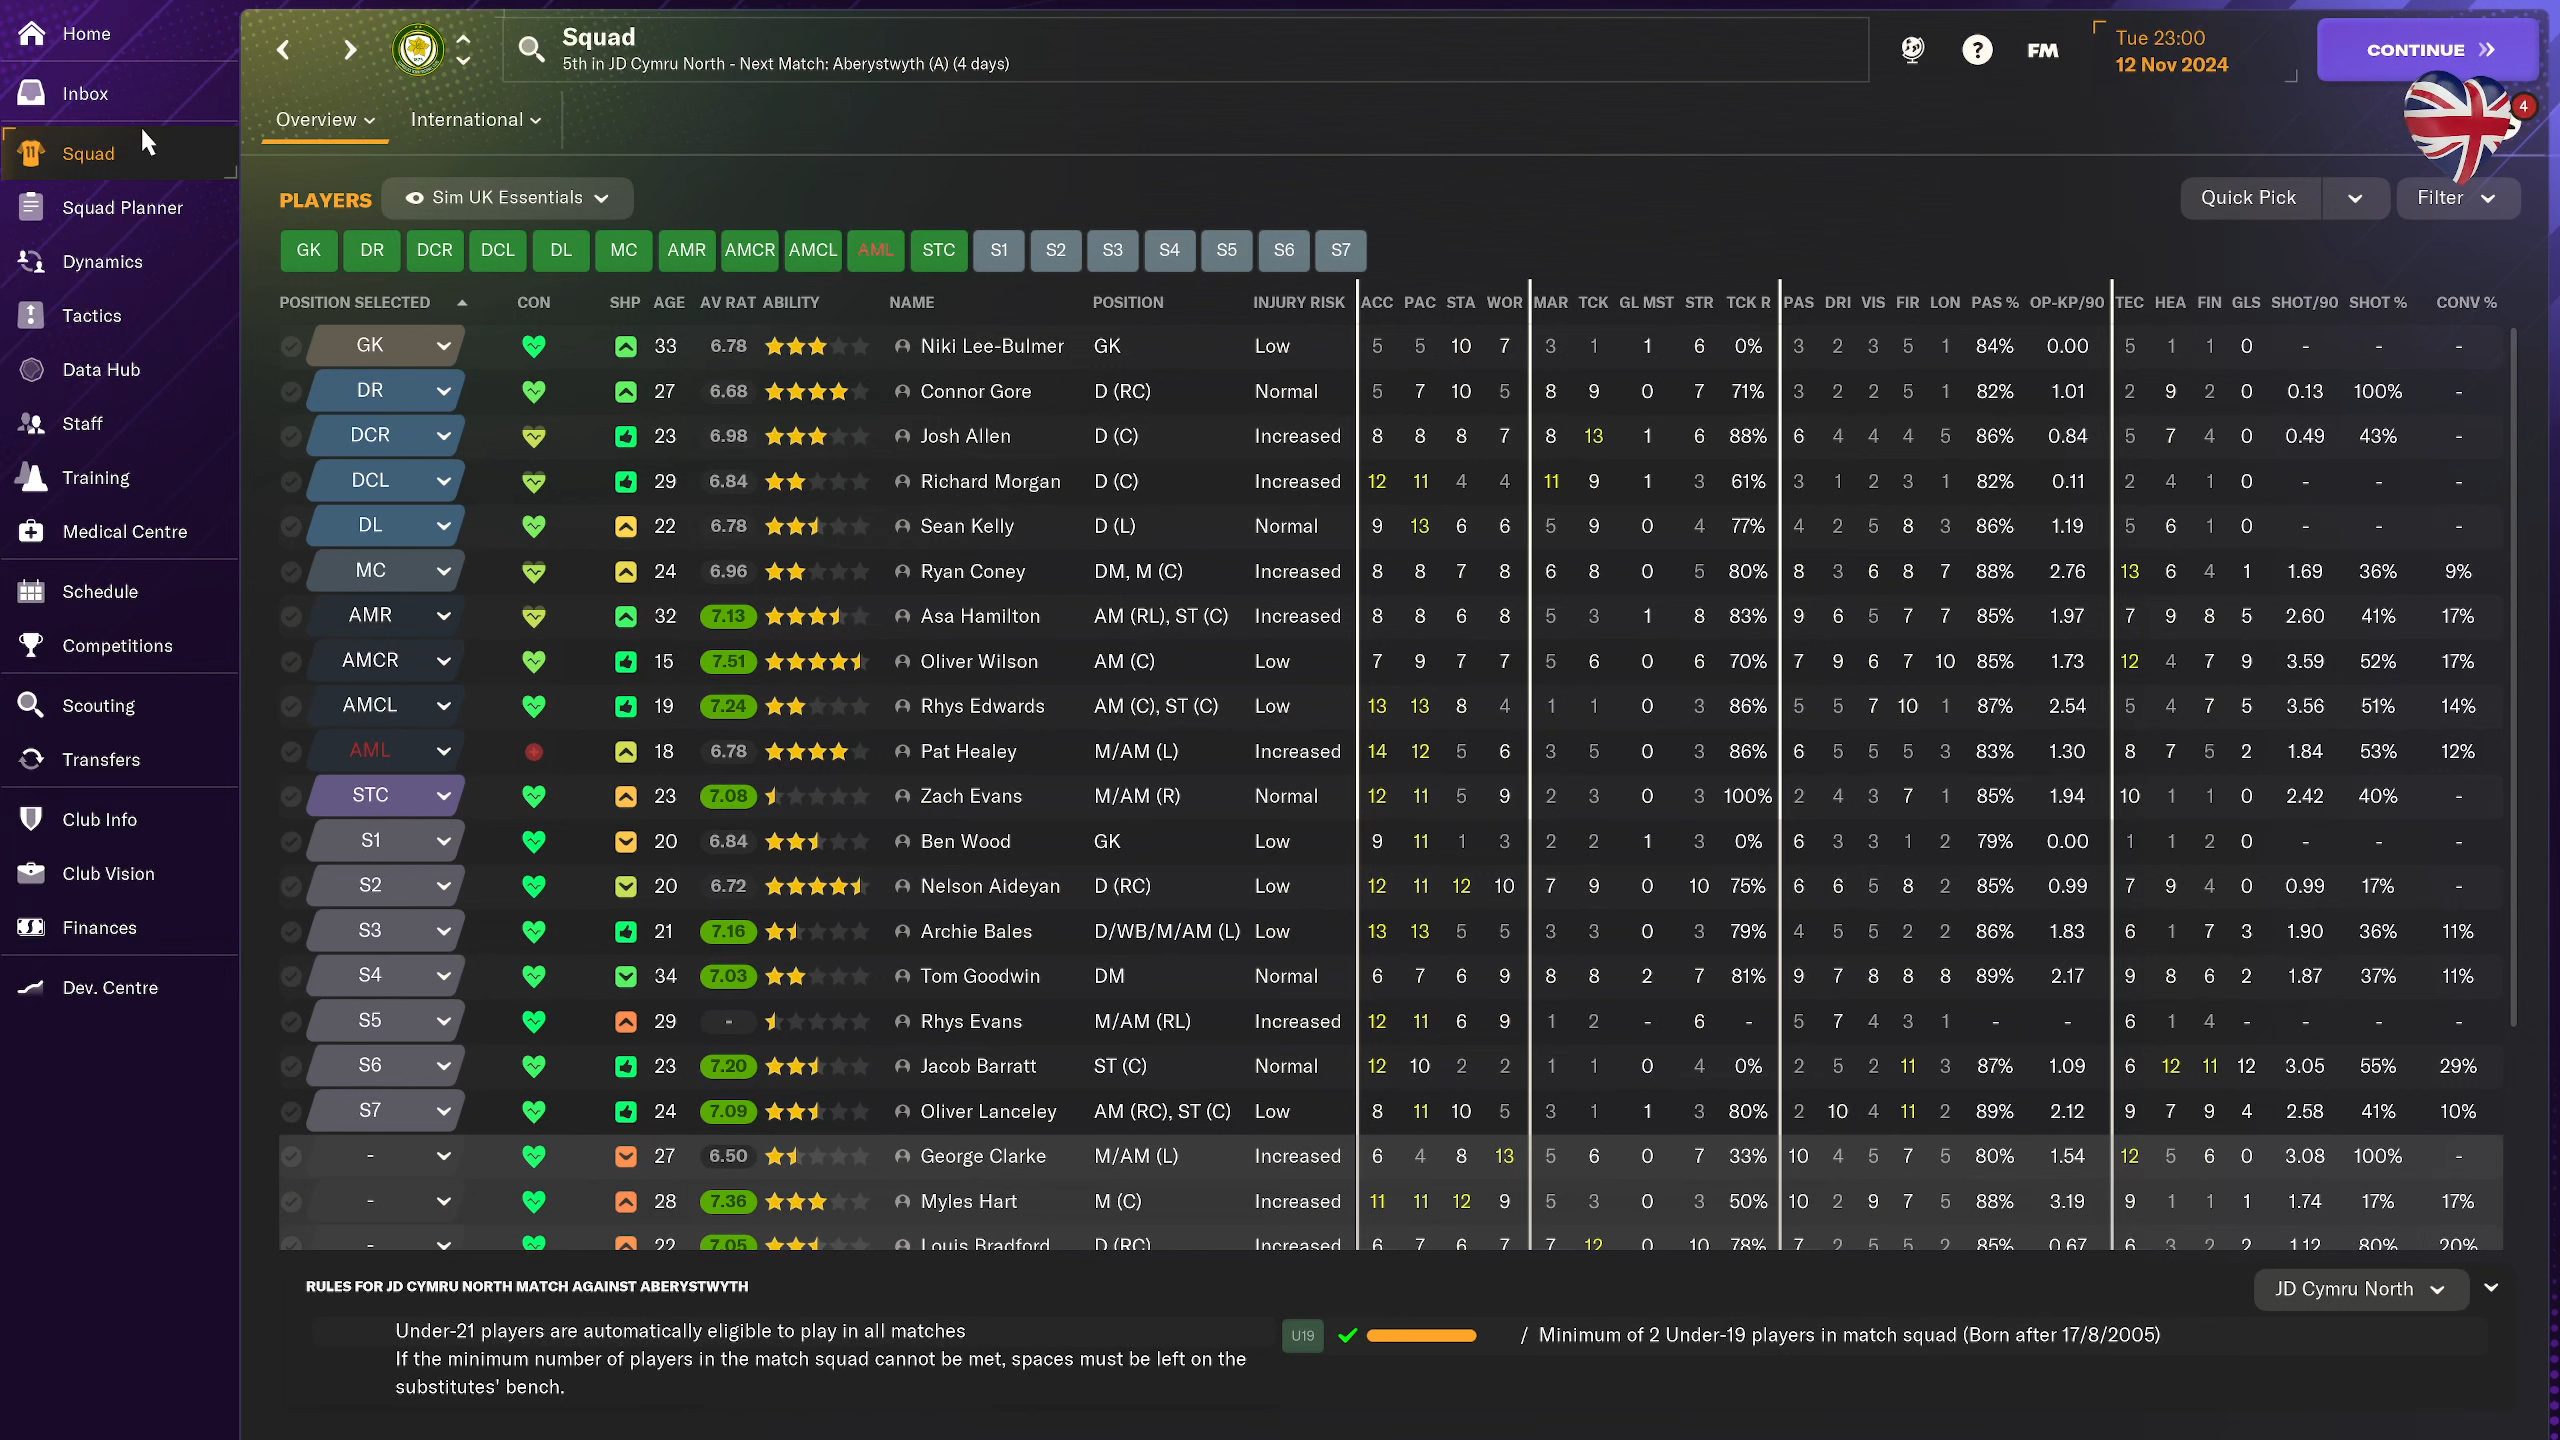 Home
Inbox
Squad
Squad Planner
Dynamics
Tactics
Data Hub
Staff
Training
Medical Centre
Schedule
Competitions
Scouting
Transfers
Club Info
Club Vision
Finances
Dev. Centre
Squad
5th in JD Cymru North - Next Match: Aberystwyth (A) (4 days)
? FM
Tue 23:00
12 Nov 2024
CONTINUE
4
Overview International
PLAYERS Sim UK Essentials Quick Pick Filter
GK DR DCR DCL DL MC AMR AMCR AMCL AML STC S1 S2 S3 S4 S5 S6 S7
POSITION SELECTED CON SHP AGE AV RAT ABILITY NAME POSITION INJURY RISK ACC PAC STA WOR MAR TCK GL MST STR TCK R PAS DRI VIS FIR LON PAS % OP-KP/90 TEC HEA FIN GLS SHOT/90 SHOT % CONV %
GK 33 6.78 Niki Lee-Bulmer GK Low 5 5 10 7 3 1 1 6 0% 3 2 3 5 1 84% 0.00 5 1 1 0 - - -
DR 27 6.68 Connor Gore D (RC) Normal 5 7 10 5 8 9 0 7 71% 3 2 2 5 1 82% 1.01 2 9 2 0 0.13 100% -
DCR 23 6.98 Josh Allen D (C) Increased 8 8 8 7 8 13 1 6 88% 6 4 4 4 5 86% 0.84 5 7 4 0 0.49 43% -
DCL 29 6.84 Richard Morgan D (C) Increased 12 11 4 4 11 9 1 3 61% 3 1 2 3 1 82% 0.11 2 4 1 0 - - -
DL 22 6.78 Sean Kelly D (L) Normal 9 13 6 6 5 9 0 4 77% 4 2 5 8 3 86% 1.19 5 6 1 0 - - -
MC 24 6.96 Ryan Coney DM, M (C) Increased 8 8 7 8 6 8 0 5 80% 8 3 6 8 7 88% 2.76 13 6 4 1 1.69 36% 9%
AMR 32 7.13 Asa Hamilton AM (RL), ST (C) Increased 8 8 6 8 5 3 1 8 83% 9 6 5 7 7 85% 1.97 7 9 8 5 2.60 41% 17%
AMCR 15 7.51 Oliver Wilson AM (C) Low 7 9 7 7 5 6 0 6 70% 7 9 6 7 10 85% 1.73 12 4 7 9 3.59 52% 17%
AMCL 19 7.24 Rhys Edwards AM (C), ST (C) Low 13 13 8 4 1 1 0 3 86% 5 5 7 10 1 87% 2.54 5 4 7 5 3.56 51% 14%
AML 18 6.78 Pat Healey M/AM (L) Increased 14 12 5 6 3 5 0 3 86% 6 5 5 5 3 83% 1.30 8 7 5 2 1.84 53% 12%
STC 23 7.08 Zach Evans M/AM (R) Normal 12 11 5 9 2 3 0 3 100% 2 4 3 7 1 85% 1.94 10 1 1 0 2.42 40% -
S1 20 6.84 Ben Wood GK Low 9 11 1 3 2 2 1 3 0% 6 3 3 1 2 79% 0.00 1 1 2 0 - - -
S2 20 6.72 Nelson Aideyan D (RC) Low 12 11 12 10 7 9 0 10 75% 6 6 5 8 2 85% 0.99 7 9 4 0 0.99 17% -
S3 21 7.16 Archie Bales D/WB/M/AM (L) Low 13 13 5 5 3 3 0 3 79% 4 5 5 2 2 86% 1.83 6 1 7 3 1.90 36% 11%
S4 34 7.03 Tom Goodwin DM Normal 6 7 6 9 8 8 2 7 81% 9 7 8 8 8 89% 2.17 9 8 6 2 1.87 37% 11%
S5 29 - Rhys Evans M/AM (RL) Increased 12 11 6 9 1 2 - 6 - 5 7 4 3 1 - - 6 1 4 - - - -
S6 23 7.20 Jacob Barratt ST (C) Normal 12 10 2 2 1 1 0 4 0% 2 5 2 11 3 87% 1.09 6 12 11 12 3.05 55% 29%
S7 24 7.09 Oliver Lanceley AM (RC), ST (C) Low 8 11 10 5 3 1 1 3 80% 2 10 4 11 2 89% 2.12 9 7 9 4 2.58 41% 10%
- 27 6.50 George Clarke M/AM (L) Increased 6 4 8 13 5 6 0 7 33% 10 4 5 7 5 80% 1.54 12 5 6 0 3.08 100% -
- 28 7.36 Myles Hart M (C) Increased 11 11 12 9 5 3 0 3 50% 10 2 9 7 5 88% 3.19 9 1 1 1 1.74 17% 17%
- 22 7.05 Louis Bradford D (RC) Increased 6 7 6 7 7 12 0 10 78% 7 2 5 5 2 85% 0.67 6 3 2 2 1.12 80% 20%
RULES FOR JD CYMRU NORTH MATCH AGAINST ABERYSTWYTH JD Cymru North
Under-21 players are automatically eligible to play in all matches
If the minimum number of players in the match squad cannot be met, spaces must be left on the
substitutes' bench.
U19 / Minimum of 2 Under-19 players in match squad (Born after 17/8/2005)